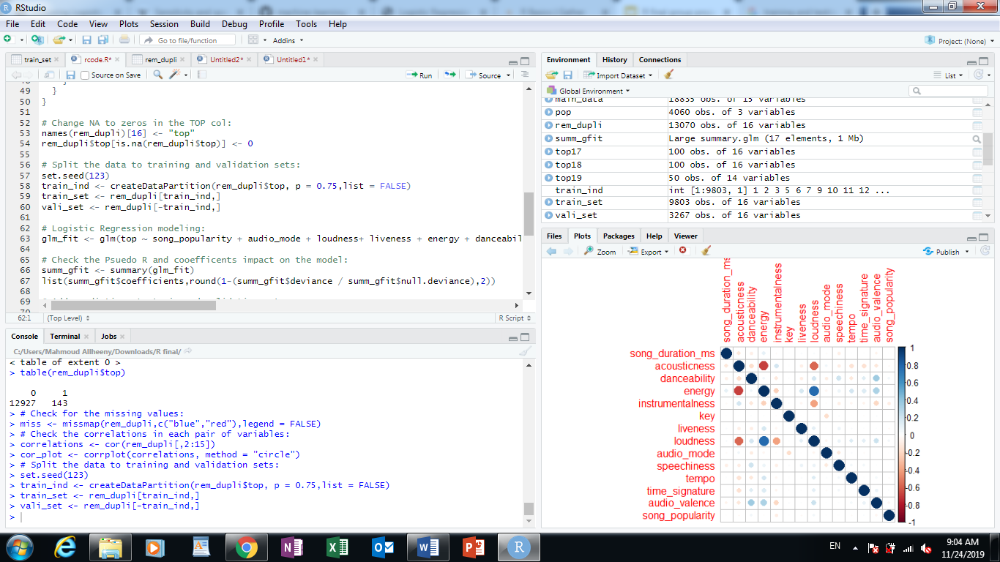 RStudio
File Edit Code View Plots Session Build Debug Profile Tools Help
Go to file/function Addins Project: (None)
train_set rcode.R* rem_dupli Untitled2* Untitled1*
Source on Save Run Source
49 }
50 }
51
52 # Change NA to zeros in the TOP col:
53 names(rem_dupli)[16] <- "top"
54 rem_dupli$top[is.na(rem_dupli$top)] <- 0
55
56 # Split the data to training and validation sets:
57 set.seed(123)
58 train_ind <- createDataPartition(rem_dupli$top, p = 0.75,list = FALSE)
59 train_set <- rem_dupli[train_ind,]
60 vali_set <- rem_dupli[-train_ind,]
61
62 # Logistic Regression modeling:
63 glm_fit <- glm(top ~ song_popularity + audio_mode + loudness+ liveness + energy + danceabil
64
65 # Check the Psuedo R and cooefficents impact on the model:
66 summ_gfit <- summary(glm_fit)
67 list(summ_gfit$coefficients,round(1-(summ_gfit$deviance / summ_gfit$null.deviance),2))
68
69
62:1 (Top Level) R Script
Console Terminal Jobs
C:/Users/Mahmoud Allheeny/Downloads/R final/
< table of extent 0 >
> table(rem_dupli$top)
0 1
12927 143
> # Check for the missing values:
> miss <- missmap(rem_dupli,c("blue","red"),legend = FALSE)
> # Check the correlations in each pair of variables:
> correlations <- cor(rem_dupli[,2:15])
> cor_plot <- corrplot(correlations, method = "circle")
> # Split the data to training and validation sets:
> set.seed(123)
> train_ind <- createDataPartition(rem_dupli$top, p = 0.75,list = FALSE)
> train_set <- rem_dupli[train_ind,]
> vali_set <- rem_dupli[-train_ind,]
>
Environment History Connections
Import Dataset List
Global Environment
main_data 18835 obs. of 15 variables
pop 4060 obs. of 3 variables
rem_dupli 13070 obs. of 16 variables
summ_gfit Large summary.glm (17 elements, 1 Mb)
top17 100 obs. of 16 variables
top18 100 obs. of 16 variables
top19 50 obs. of 14 variables
train_ind int [1:9803, 1] 1 2 3 5 6 7 9 10 11 12 ...
train_set 9803 obs. of 16 variables
vali_set 3267 obs. of 16 variables
Files Plots Packages Help Viewer
Zoom Export Publish
song_duration_ms
acousticness
danceability
energy
instrumentalness
key
liveness
loudness
audio_mode
speechiness
tempo
time_signature
audio_valence
song_popularity
song_duration_ms
acousticness
danceability
energy
instrumentalness
key
liveness
loudness
audio_mode
speechiness
tempo
time_signature
audio_valence
song_popularity
1
0.8
0.6
0.4
0.2
0
-0.2
-0.4
-0.6
-0.8
-1
EN
9:04 AM
11/24/2019